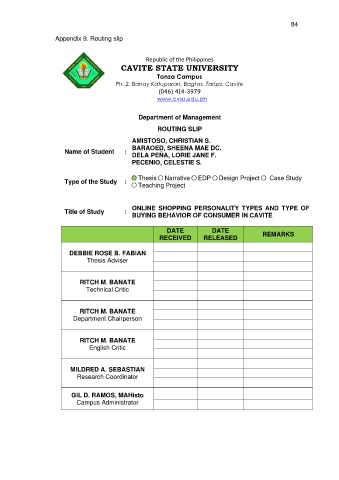 84
Appendix 9. Routing slip
Republic of the Philippines
CAVITE STATE UNIVERSITY
Tanza Campus
Ph. 2, Bahay Katuparan, Bagtas, Tanza, Cavite
(046) 414-3979
www.cvsu.edu.ph
Department of Management
ROUTING SLIP
Name of Student : AMISTOSO, CHRISTIAN S.
BARAOED, SHEENA MAE DC.
DELA PEÑA, LORIE JANE F.
PECENIO, CELESTIE S.
Type of the Study : Thesis Narrative EDP Design Project Case Study
Teaching Project
Title of Study : ONLINE SHOPPING PERSONALITY TYPES AND TYPE OF
BUYING BEHAVIOR OF CONSUMER IN CAVITE
DATE RECEIVED DATE RELEASED REMARKS
DEBBIE ROSE B. FABIAN
Thesis Adviser
RITCH M. BANATE
Technical Critic
RITCH M. BANATE
Department Chairperson
RITCH M. BANATE
English Critic
MILDRED A. SEBASTIAN
Research Coordinator
GIL D. RAMOS, MAHisto
Campus Administrator